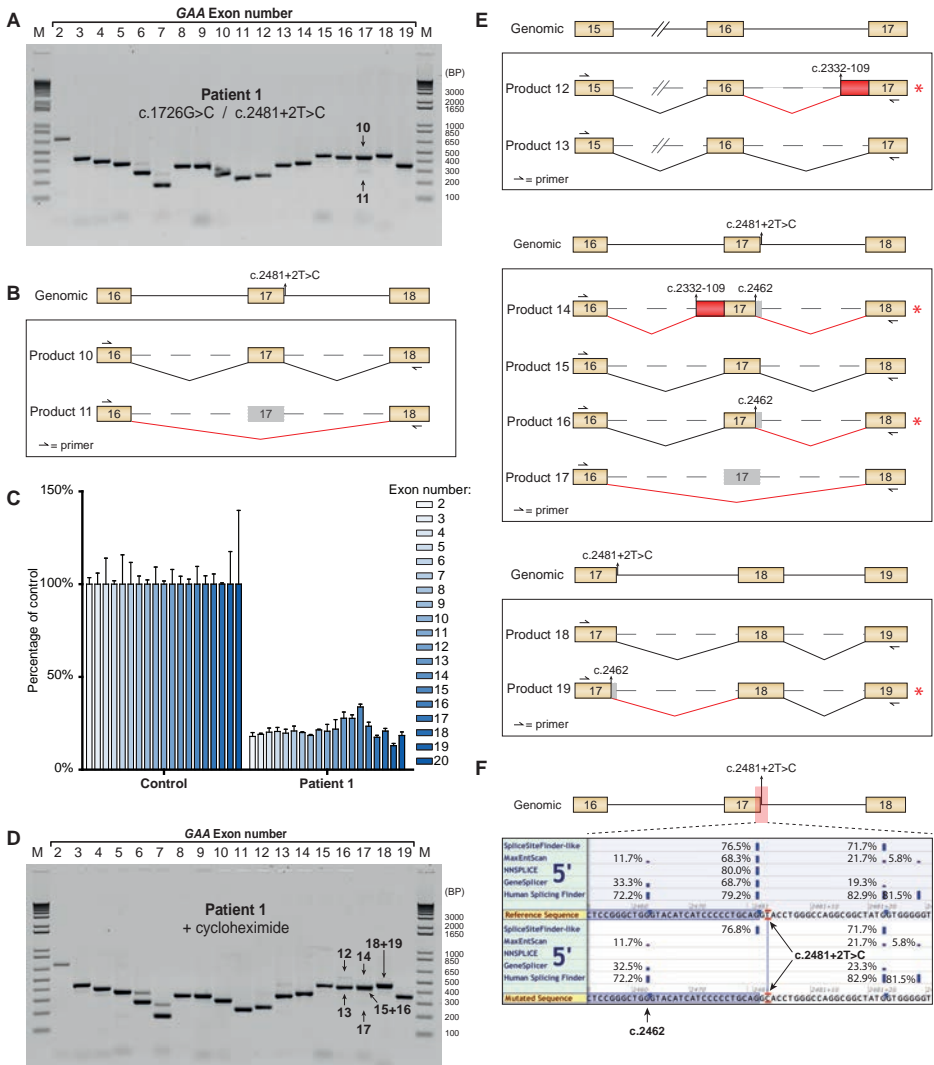 A
GAA Exon number
M 2 3 4 5 6 7 8 9 10 11 12 13 14 15 16 17 18 19 M
(BP)
3000
2000
1650
1000
850
650
500
400
300
200
100
Patient 1
c.1726G>C / c.2481+2T>C
10
11
B
c.2481+2T>C
Genomic 16 17 18
Product 10 16 17 18
Product 11 16 17 18
= primer
C
150%
100%
50%
0%
Percentage of control
Control
Patient 1
Exon number:
2
3
4
5
6
7
8
9
10
11
12
13
14
15
16
17
18
19
20
D
GAA Exon number
M 2 3 4 5 6 7 8 9 10 11 12 13 14 15 16 17 18 19 M
(BP)
3000
2000
1650
1000
850
650
500
400
300
200
100
Patient 1
+ cycloheximide
12 14 18+19
13 15+16
17
E
Genomic 15 16 17
c.2332-109
Product 12 15 16 17 *
Product 13 15 16 17
= primer
c.2481+2T>C
Genomic 16 17 18
c.2332-109 c.2462
Product 14 16 17 18 *
Product 15 16 17 18
c.2462
Product 16 16 17 18 *
Product 17 16 17 18
= primer
c.2481+2T>C
Genomic 17 18 19
Product 18 17 18 19
c.2462
Product 19 17 18 19 *
= primer
F
c.2481+2T>C
Genomic 16 17 18
SpliceSiteFinder-like 76.5% 71.7%
MaxEntScan 11.7% 68.3% 21.7% 5.8%
NNSPLICE 5' 80.0%
GeneSplicer 33.3% 68.7% 19.3%
Human Splicing Finder 72.2% 79.2% 82.9% 81.5%
Reference Sequence CTCCGGGCTGGGTACATCATCCCCCTGCAGGTACCTGGGCCAGGCGGCTATGGTGGGGGT
SpliceSiteFinder-like 76.8% 71.7%
MaxEntScan 11.7% 21.7% 5.8%
NNSPLICE 5'
c.2481+2T>C
GeneSplicer 32.5% 23.3%
Human Splicing Finder 72.2% 82.9% 81.5%
Mutated Sequence
c.2462